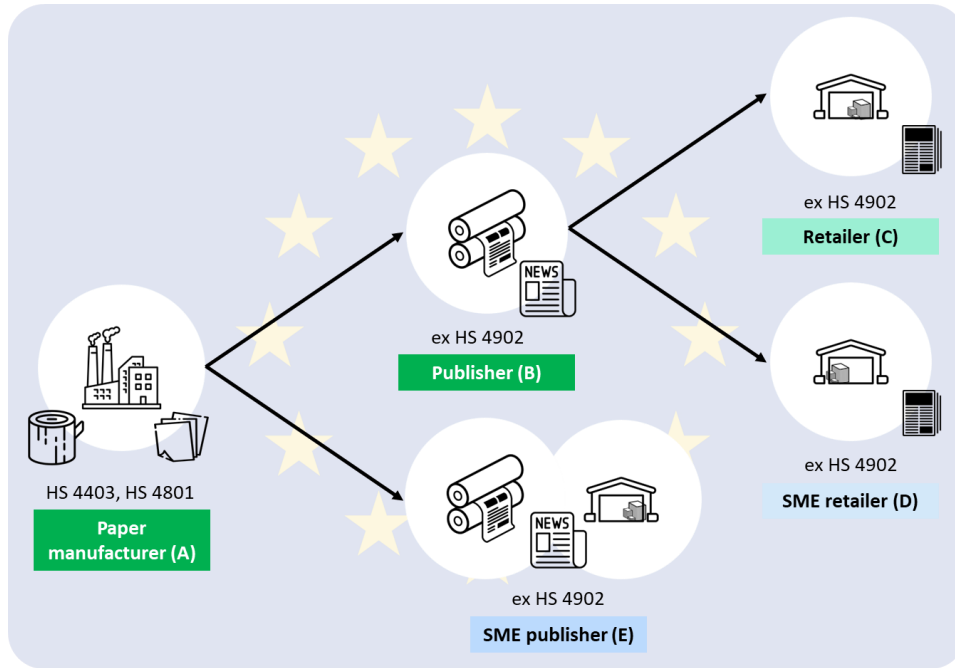 ex HS 4902
Retailer (C)
NEWS
ex HS 4902
Publisher (B)
ex HS 4902
SME retailer (D)
HS 4403, HS 4801
Paper
manufacturer (A)
NEWS
ex HS 4902
SME publisher (E)